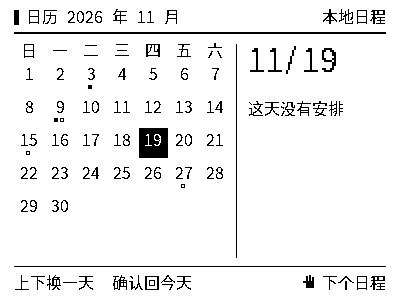 日历 2026 年 11 月 本地日程
日 一 二 三 四 五 六
1 2 3 4 5 6 7
8 9 10 11 12 13 14
15 16 17 18 19 20 21
22 23 24 25 26 27 28
29 30
11/19
这天没有安排
上下换一天 确认回今天 下个日程